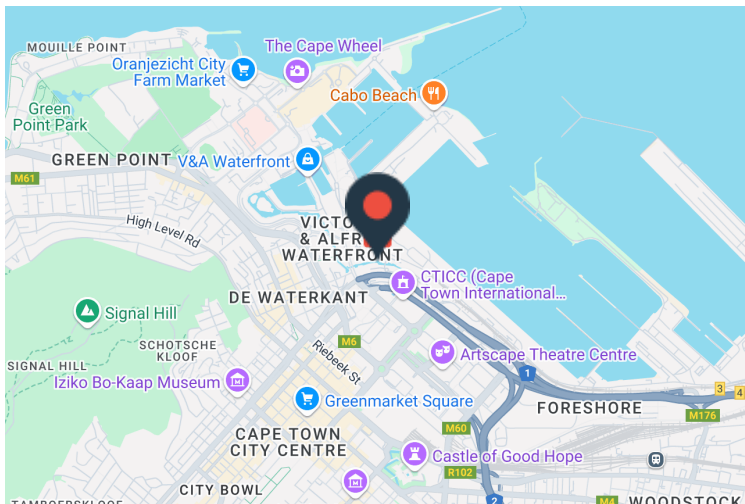 MOUILLE POINT
The Cape Wheel
Oranjezicht City
Farm Market
Cabo Beach
Green
Point Park
GREEN POINT
V&A Waterfront
M61
High Level Rd
VICTO
& ALFR
WATERFRONT
CTICC (Cape
Town International...
DE WATERKANT
Signal Hill
M6
SCHOTSCHE
KLOOF
Riebeek St
Artscape Theatre Centre
SIGNAL HILL
1
Iziko Bo-Kaap Museum
3
4
Greenmarket Square
FORESHORE
M176
M60
CAPE TOWN
CITY CENTRE
Castle of Good Hope
R102
CITY BOWL
2
M4
WOODSTOCK